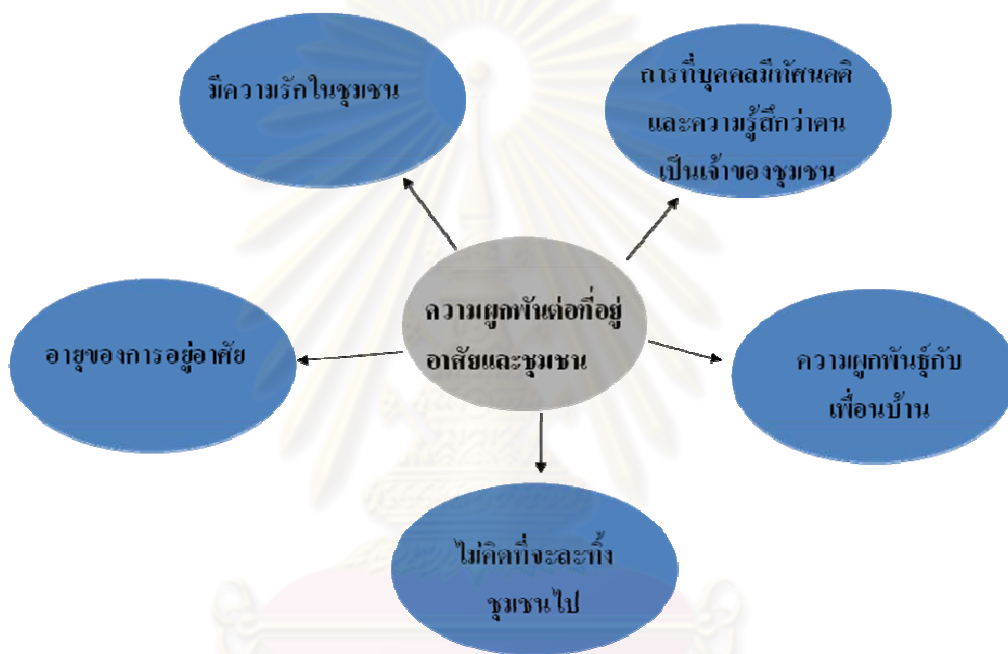 มีความรักในชุมชน
การที่บุคคลมีทัศนคติ
และความรู้สึกว่าตน
เป็นเจ้าของชุมชน
ความผูกพันต่อที่อยู่
อาศัยและชุมชน
อายุของการอยู่อาศัย
ความผูกพันธุ์กับ
เพื่อนบ้าน
ไม่คิดที่จะละทิ้ง
ชุมชนไป